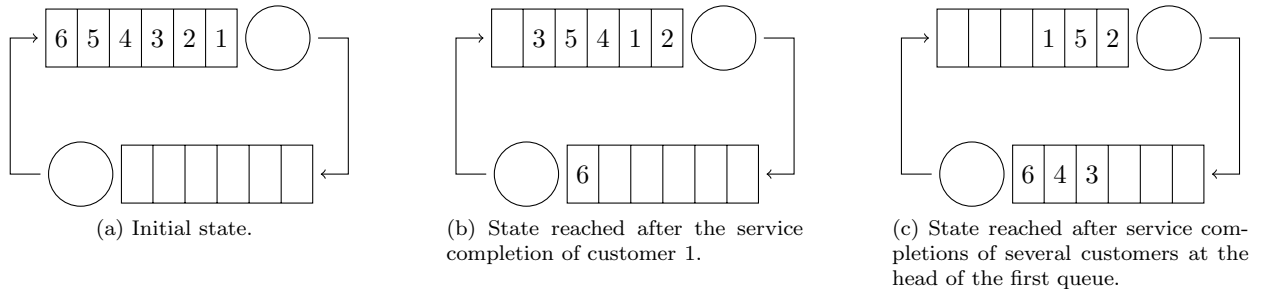 6 5 4 3 2 1
(a) Initial state.
3 5 4 1 2
6
(b) State reached after the service
completion of customer 1.
1 5 2
6 4 3
(c) State reached after service com-
pletions of several customers at the
head of the first queue.